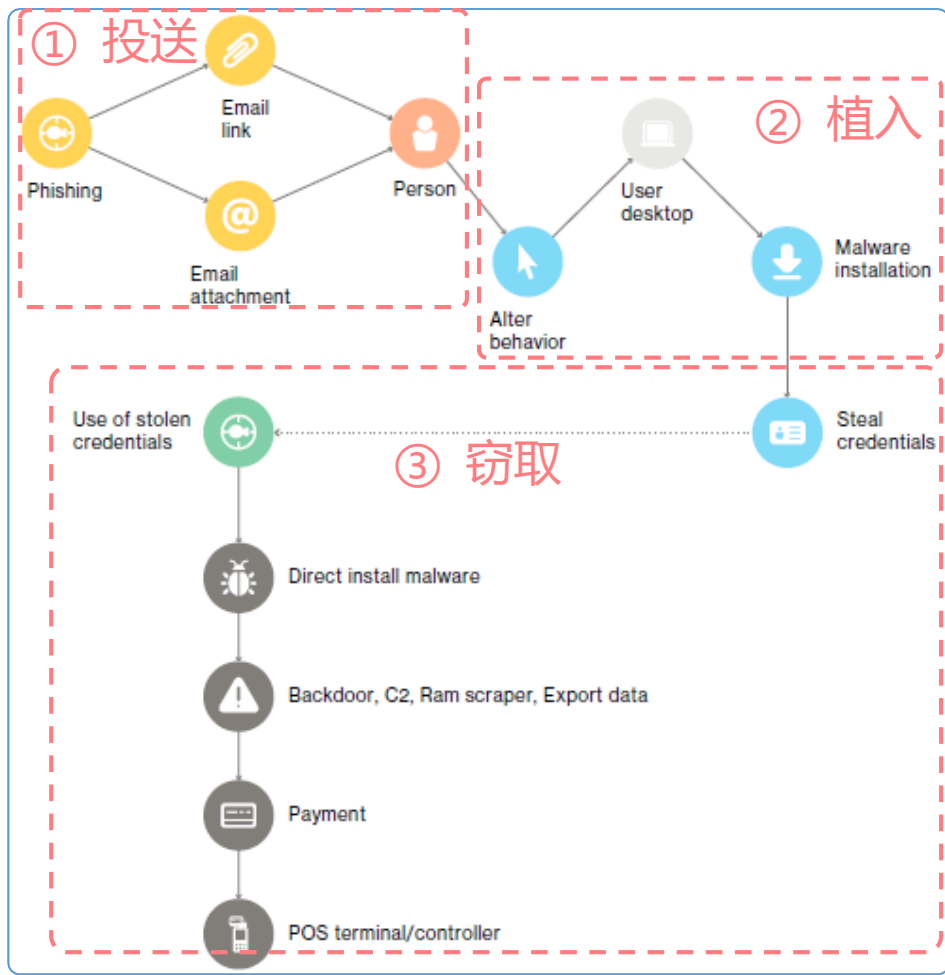 ① 投送
Email
link
Phishing
Person
Email
attachment
② 植入
User
desktop
Malware
installation
Alter
behavior
Use of stolen
credentials
Steal
credentials
③ 窃取
Direct install malware
Backdoor, C2, Ram scraper, Export data
Payment
POS terminal/controller